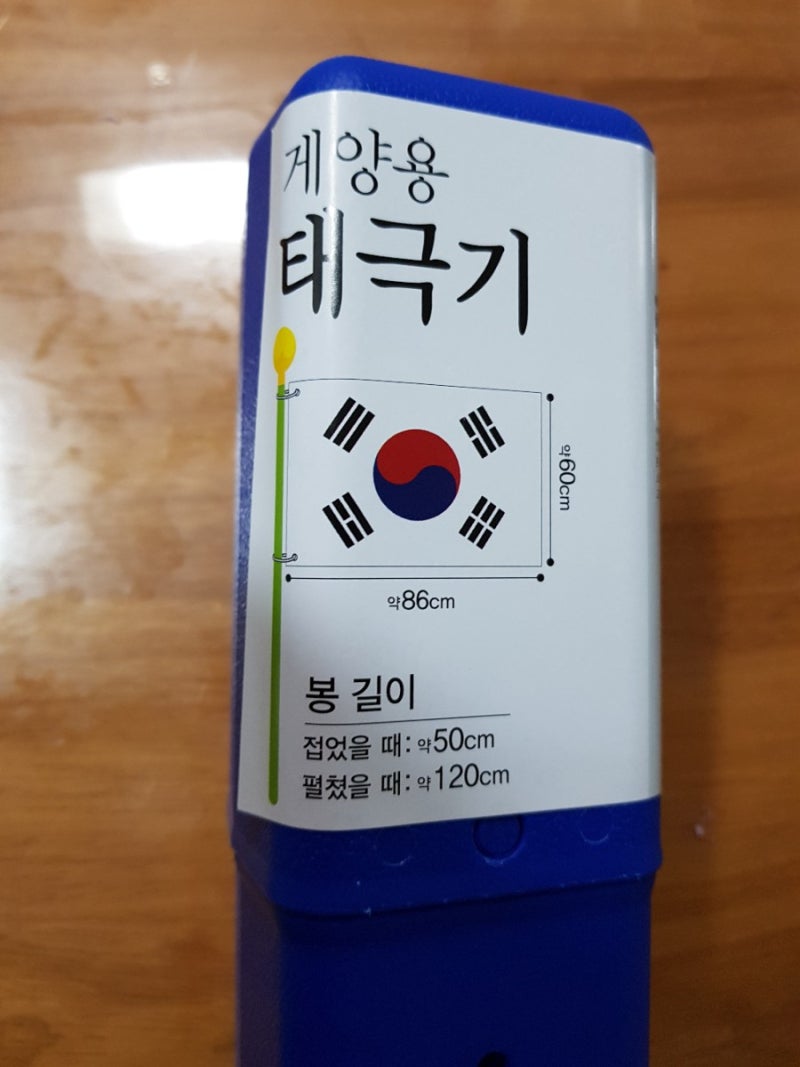 게양용
태극기
약60cm
약86cm
봉 길이
접었을 때: 약50cm
펼쳤을 때: 약120cm